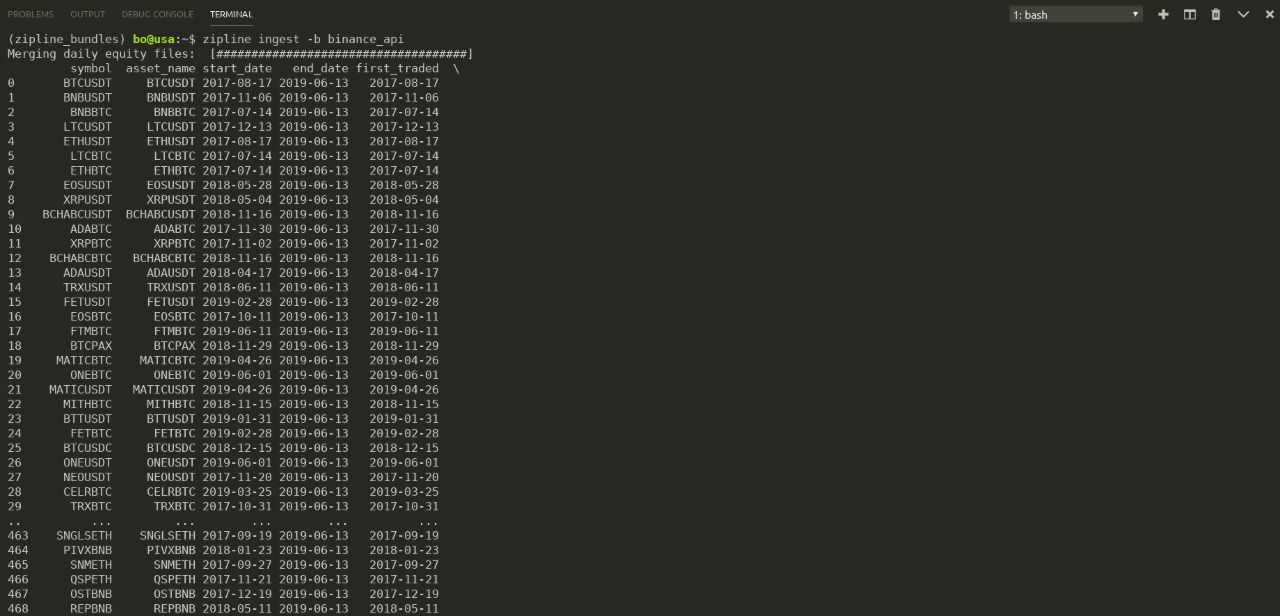 PROBLEMS OUTPUT DEBUG CONSOLE TERMINAL 1: bash
(zipline_bundles) bo@usa:~$ zipline ingest -b binance_api
Merging daily equity files:  [####################################]
         symbol  asset_name start_date   end_date first_traded  \
0       BTCUSDT     BTCUSDT 2017-08-17 2019-06-13   2017-08-17
1       BNBUSDT     BNBUSDT 2017-11-06 2019-06-13   2017-11-06
2        BNBBTC      BNBBTC 2017-07-14 2019-06-13   2017-07-14
3       LTCUSDT     LTCUSDT 2017-12-13 2019-06-13   2017-12-13
4       ETHUSDT     ETHUSDT 2017-08-17 2019-06-13   2017-08-17
5        LTCBTC      LTCBTC 2017-07-14 2019-06-13   2017-07-14
6        ETHBTC      ETHBTC 2017-07-14 2019-06-13   2017-07-14
7       EOSUSDT     EOSUSDT 2018-05-28 2019-06-13   2018-05-28
8       XRPUSDT     XRPUSDT 2018-05-04 2019-06-13   2018-05-04
9    BCHABCUSDT  BCHABCUSDT 2018-11-16 2019-06-13   2018-11-16
10       ADABTC      ADABTC 2017-11-30 2019-06-13   2017-11-30
11       XRPBTC      XRPBTC 2017-11-02 2019-06-13   2017-11-02
12    BCHABCBTC   BCHABCBTC 2018-11-16 2019-06-13   2018-11-16
13      ADAUSDT     ADAUSDT 2018-04-17 2019-06-13   2018-04-17
14      TRXUSDT     TRXUSDT 2018-06-11 2019-06-13   2018-06-11
15      FETUSDT     FETUSDT 2019-02-28 2019-06-13   2019-02-28
16       EOSBTC      EOSBTC 2017-10-11 2019-06-13   2017-10-11
17       FTMBTC      FTMBTC 2019-06-11 2019-06-13   2019-06-11
18       BTCPAX      BTCPAX 2018-11-29 2019-06-13   2018-11-29
19     MATICBTC    MATICBTC 2019-04-26 2019-06-13   2019-04-26
20       ONEBTC      ONEBTC 2019-06-01 2019-06-13   2019-06-01
21    MATICUSDT   MATICUSDT 2019-04-26 2019-06-13   2019-04-26
22      MITHBTC     MITHBTC 2018-11-15 2019-06-13   2018-11-15
23      BTTUSDT     BTTUSDT 2019-01-31 2019-06-13   2019-01-31
24       FETBTC      FETBTC 2019-02-28 2019-06-13   2019-02-28
25      BTCUSDC     BTCUSDC 2018-12-15 2019-06-13   2018-12-15
26      ONEUSDT     ONEUSDT 2019-06-01 2019-06-13   2019-06-01
27      NEOUSDT     NEOUSDT 2017-11-20 2019-06-13   2017-11-20
28      CELRBTC     CELRBTC 2019-03-25 2019-06-13   2019-03-25
29       TRXBTC      TRXBTC 2017-10-31 2019-06-13   2017-10-31
..          ...         ...        ...        ...          ...
463    SNGLSETH    SNGLSETH 2017-09-19 2019-06-13   2017-09-19
464     PIVXBNB     PIVXBNB 2018-01-23 2019-06-13   2018-01-23
465      SNMETH      SNMETH 2017-09-27 2019-06-13   2017-09-27
466      QSPETH      QSPETH 2017-11-21 2019-06-13   2017-11-21
467      OSTBNB      OSTBNB 2017-12-19 2019-06-13   2017-12-19
468      REPBNB      REPBNB 2018-05-11 2019-06-13   2018-05-11